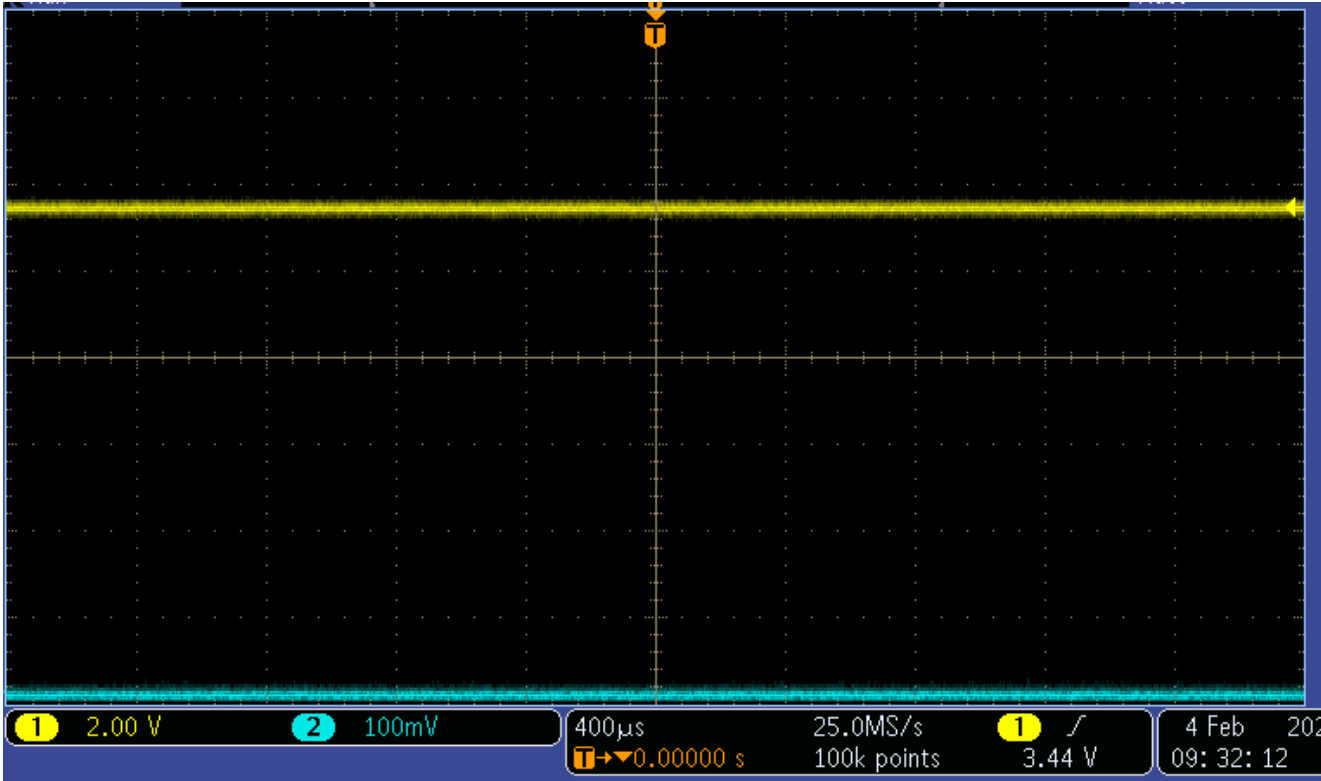 T
1 2.00 V 2 100mV 400μs 25.0MS/s 1 3.44 V
T→▼0.00000 s 100k points
4 Feb
09:32:12